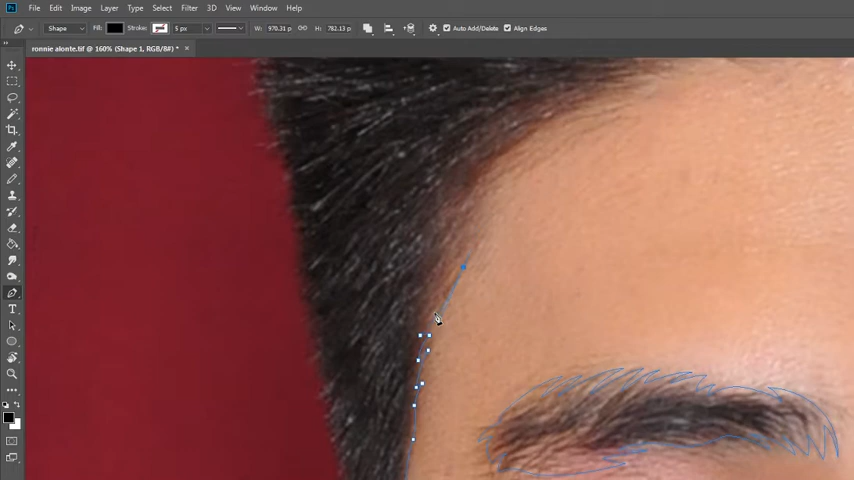 Ps File Edit Image Layer Type Select Filter 3D View Window Help
Shape Fill: Stroke: 5 px W: 970.31 p H: 782.13 p Auto Add/Delete Align Edges
ronnie alonte.tif @ 160% (Shape 1, RGB/8#) * ×
T